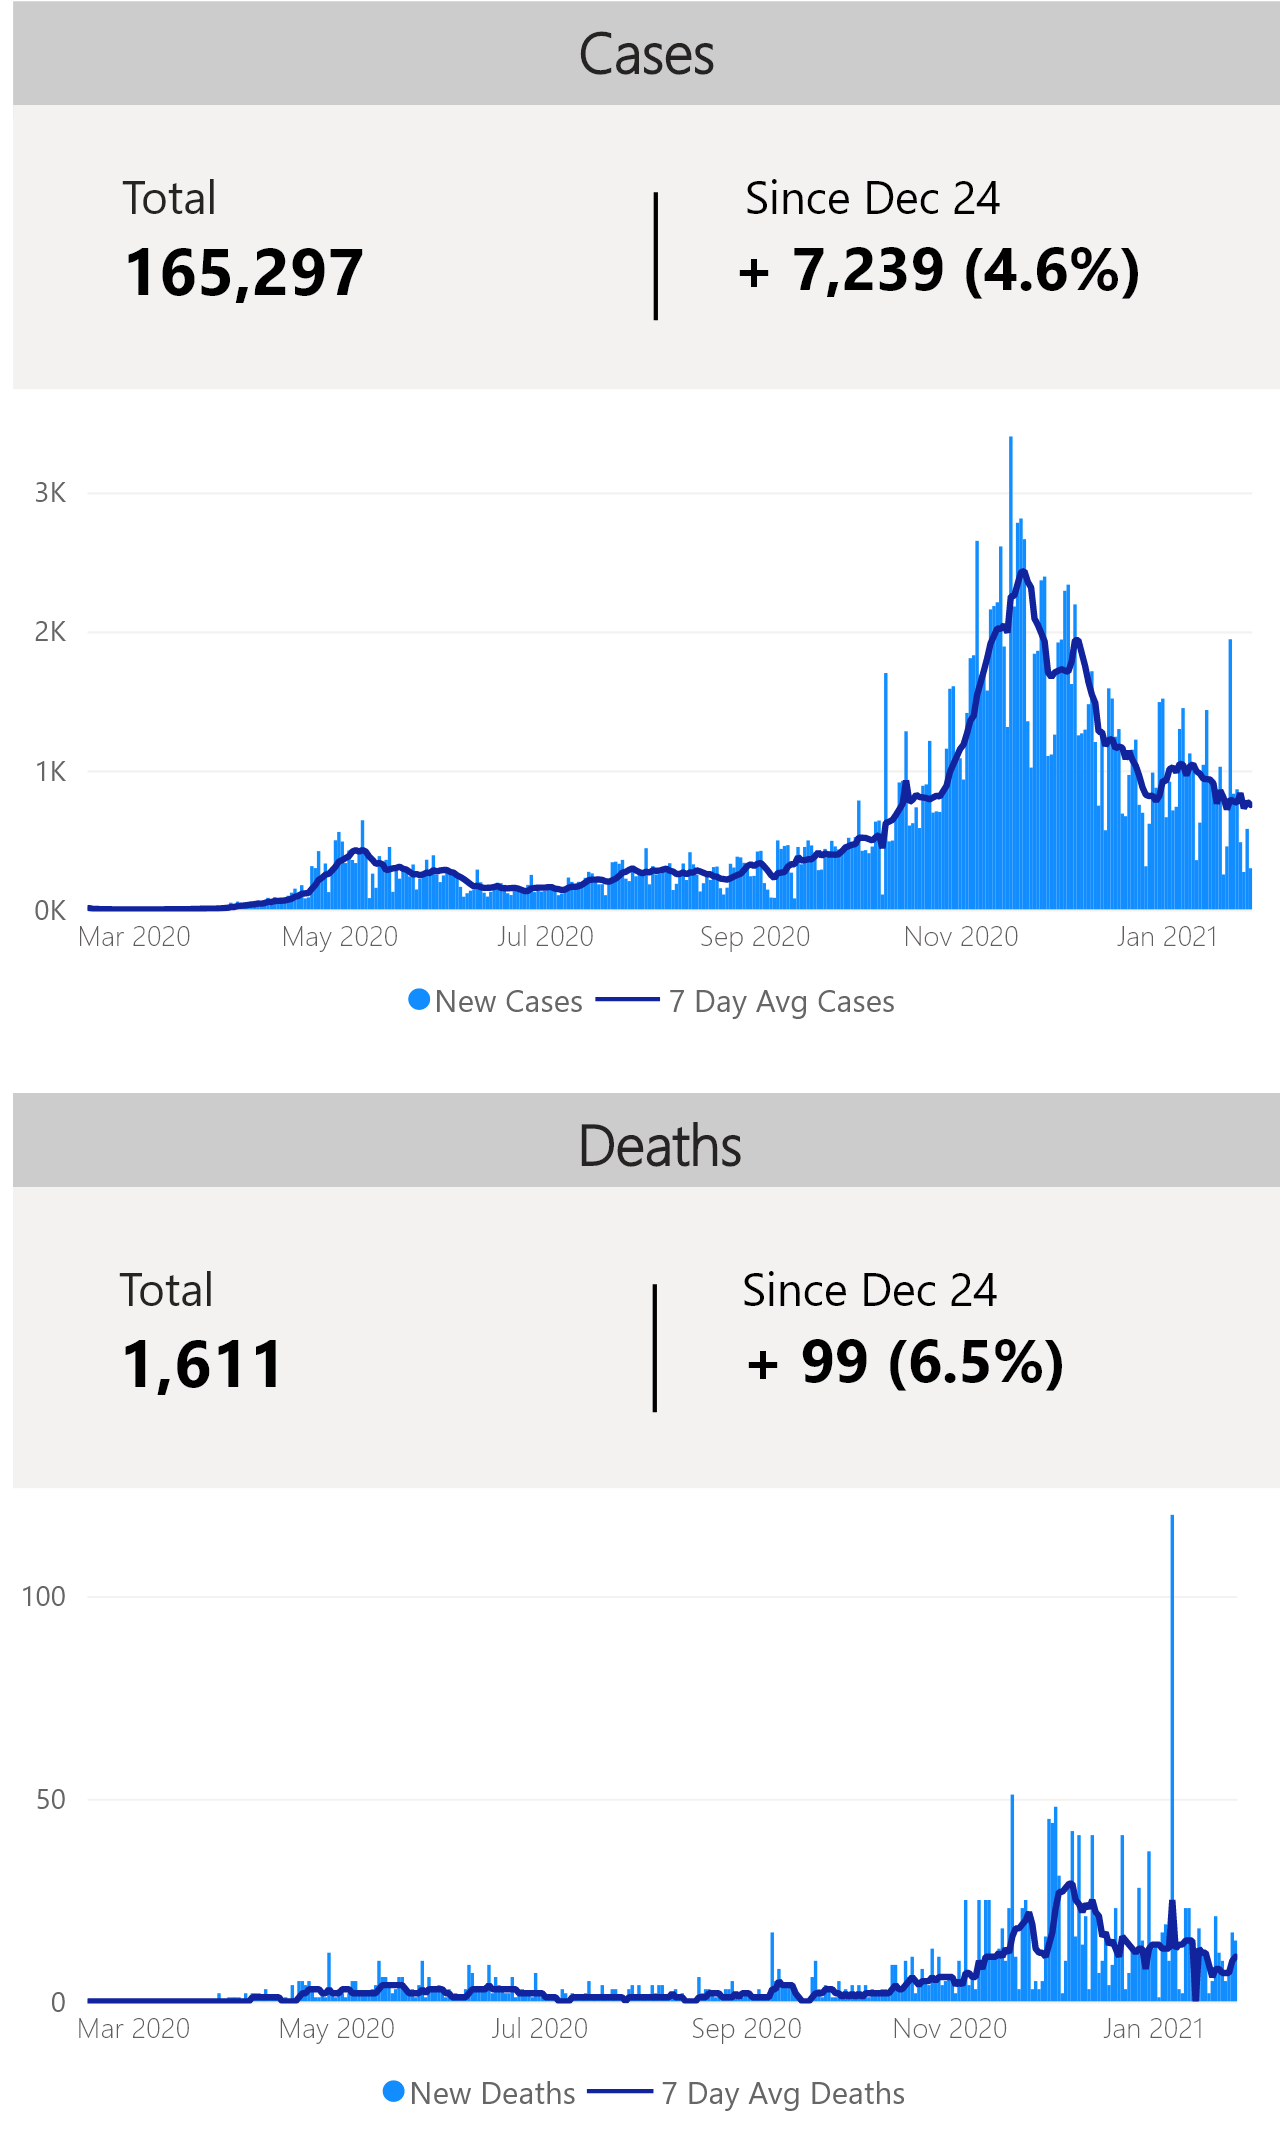 Cases
Total
Since Dec 24
165,297
+ 7,239 (4.6%)
3K
2K
1K
0K
Mar 2020
May 2020
Jul 2020
Sep 2020
Nov 2020
Jan 2021
New Cases
7 Day Avg Cases
Deaths
Total
Since Dec 24
1,611
+ 99 (6.5%)
100
50
0
Mar 2020
May 2020
Jul 2020
Sep 2020
Nov 2020
Jan 2021
New Deaths
7 Day Avg Deaths